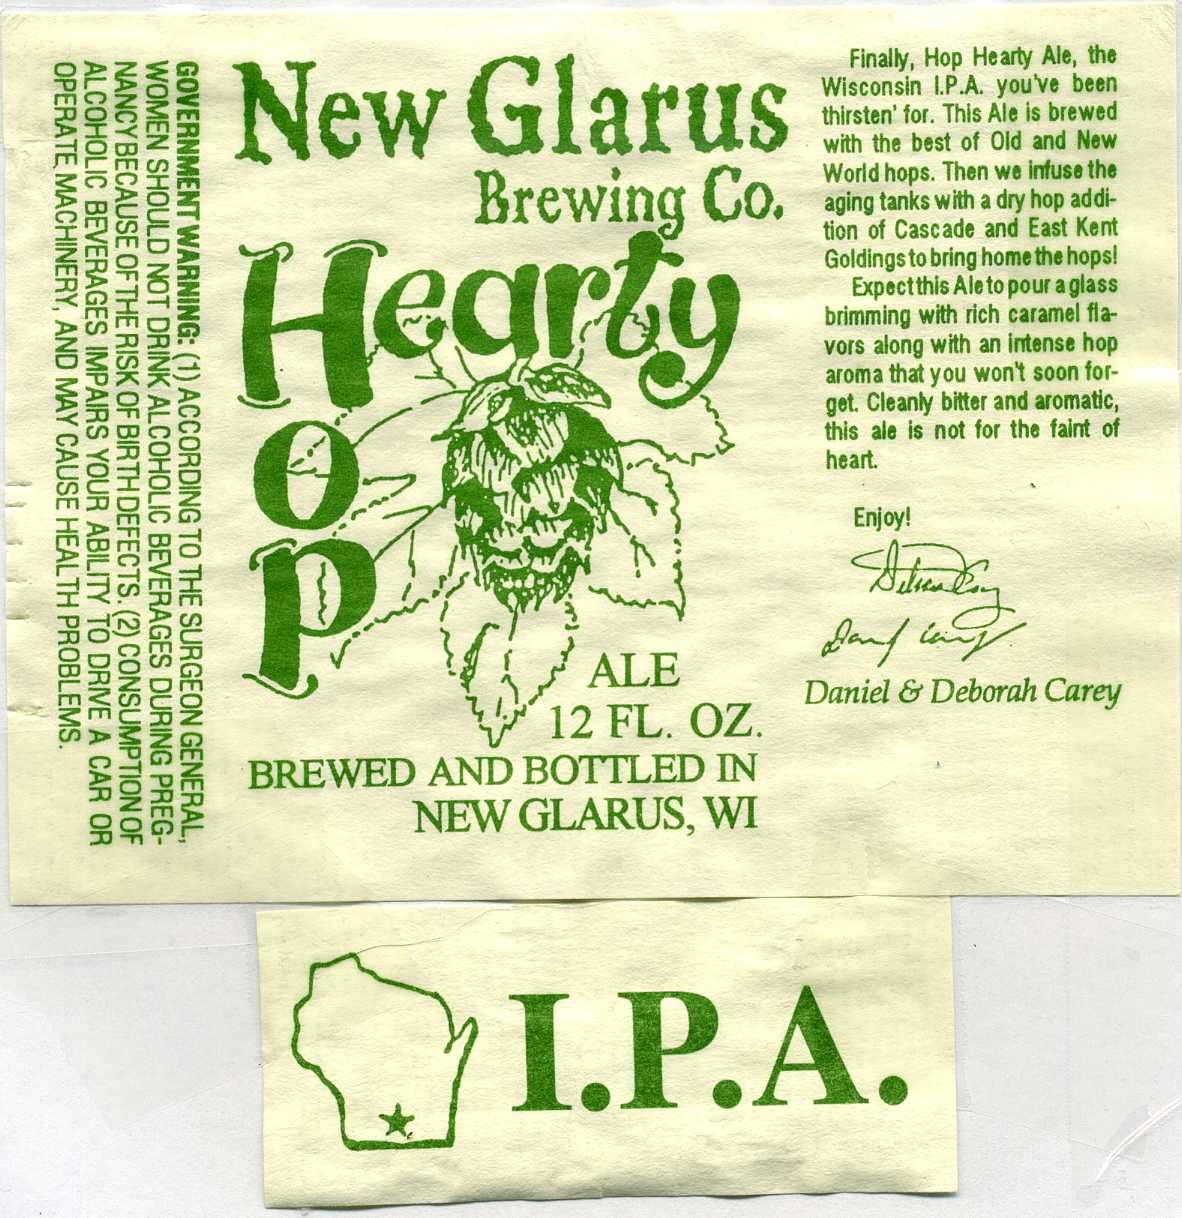 GOVERNMENT WARNING: (1) ACCORDING TO THE SURGEON GENERAL,
WOMEN SHOULD NOT DRINK ALCOHOLIC BEVERAGES DURING PREG-
NANCY BECAUSE OF THE RISK OF BIRTH DEFECTS. (2) CONSUMPTION OF
ALCOHOLIC BEVERAGES IMPAIRS YOUR ABILITY TO DRIVE A CAR OR
OPERATE MACHINERY, AND MAY CAUSE HEALTH PROBLEMS.
New Glarus
Brewing Co.
Hearty
Hop
ALE
12 FL. OZ.
BREWED AND BOTTLED IN
NEW GLARUS, WI
Finally, Hop Hearty Ale, the
Wisconsin I.P.A. you've been
thirsten' for. This Ale is brewed
with the best of Old and New
World hops. Then we infuse the
aging tanks with a dry hop addi-
tion of Cascade and East Kent
Goldings to bring home the hops!
Expect this Ale to pour a glass
brimming with rich caramel fla-
vors along with an intense hop
aroma that you won't soon for-
get. Cleanly bitter and aromatic,
this ale is not for the faint of
heart.
Enjoy!
Daniel & Deborah Carey
I.P.A.